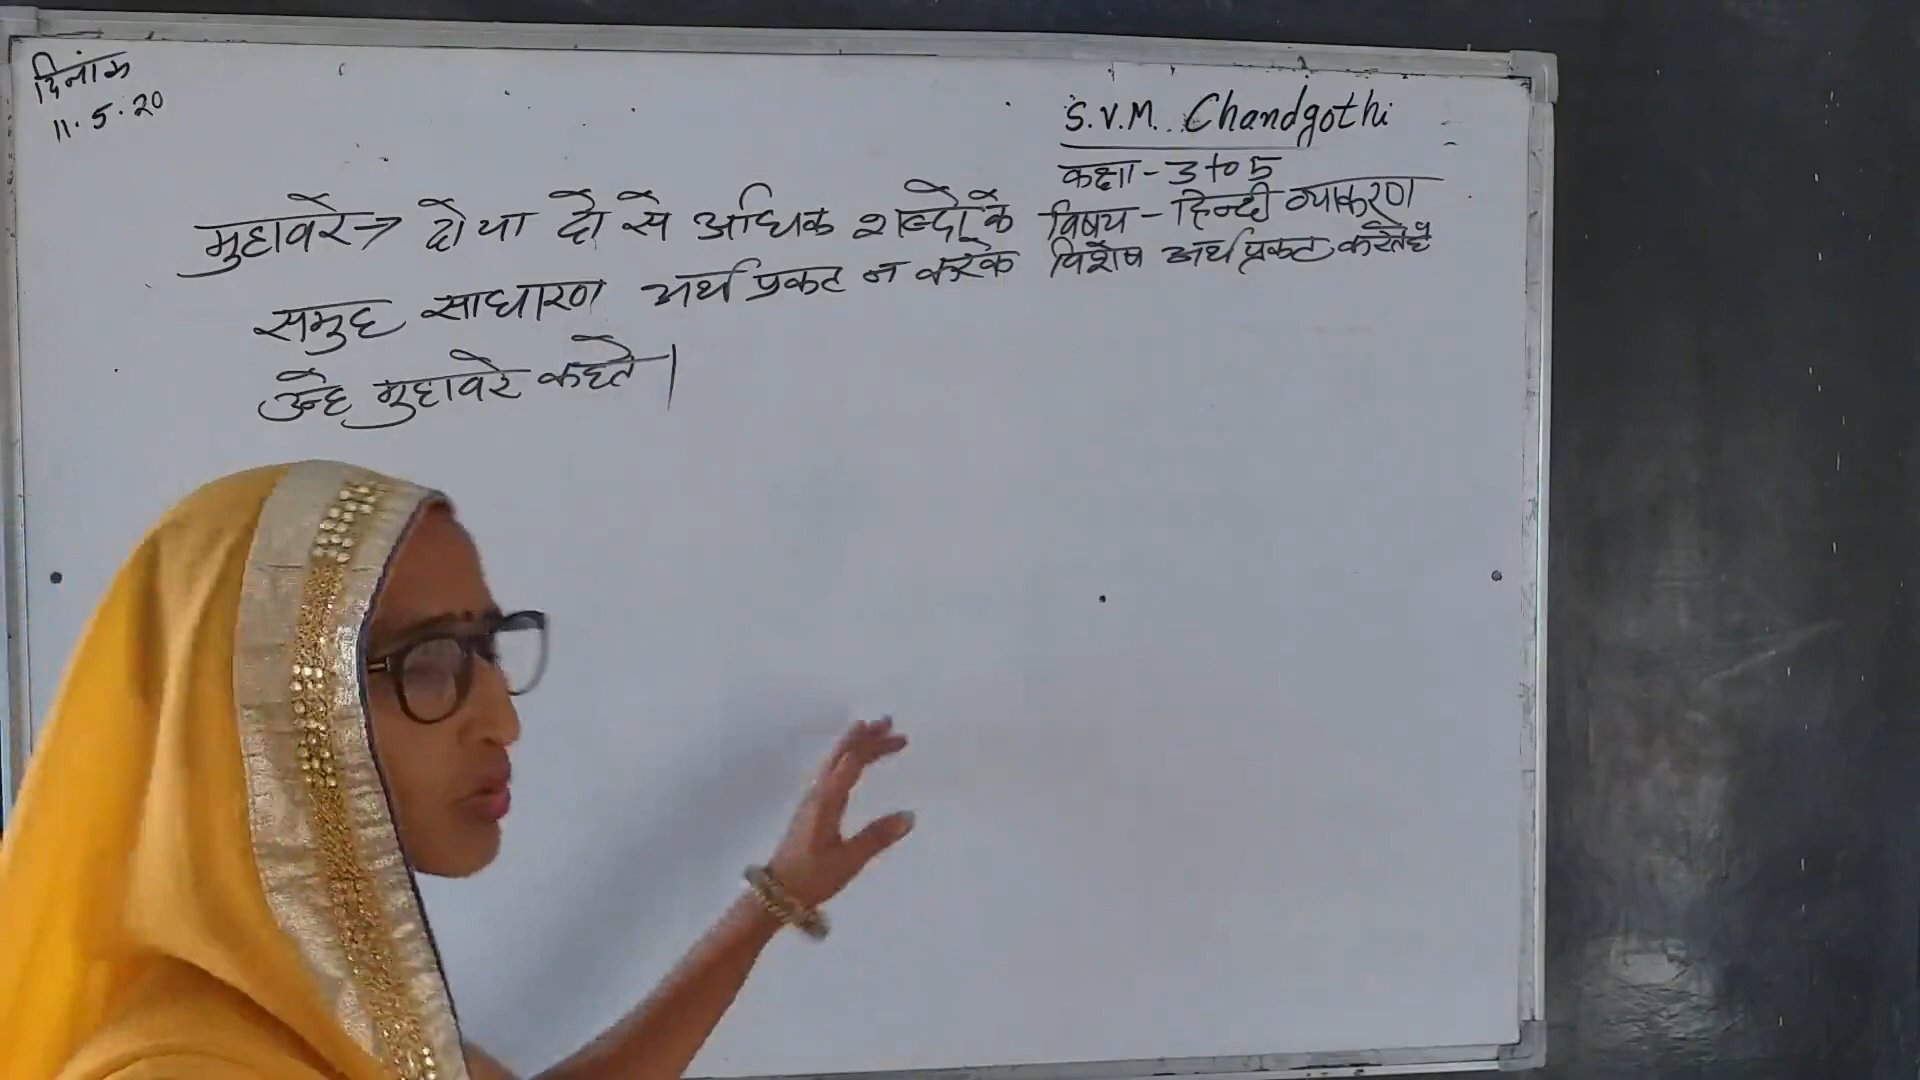 दिनांक
11.5.20
S.V.M. Chandgothi
कक्षा - 3 to 5
विषय - हिन्दी व्याकरण
मुहावरे → दो या दो से अधिक शब्दों के
समुह साधारण अर्थ प्रकट न करके विशेष अर्थ प्रकट करते है
उन्हे मुहावरे कहते |